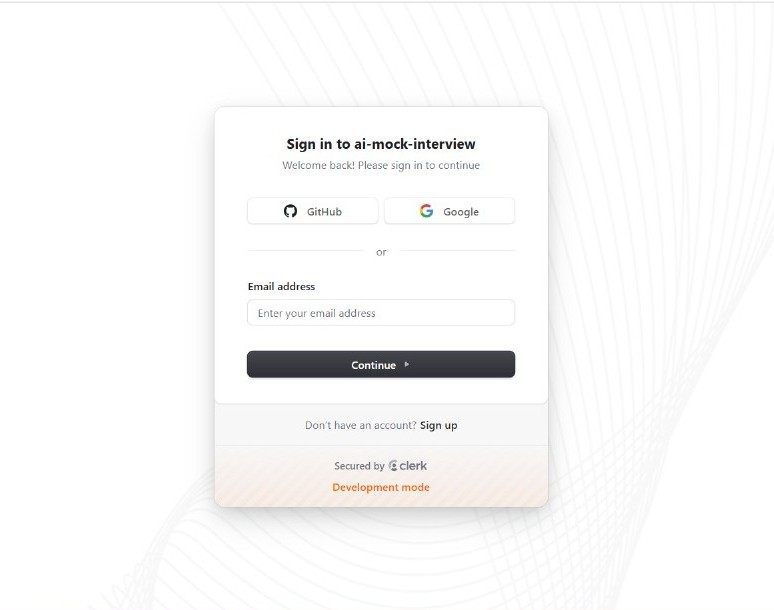 Sign in to ai-mock-interview
Welcome back! Please sign in to continue
GitHub Google
or
Email address
Enter your email address
Continue
Don't have an account? Sign up
Secured by clerk
Development mode